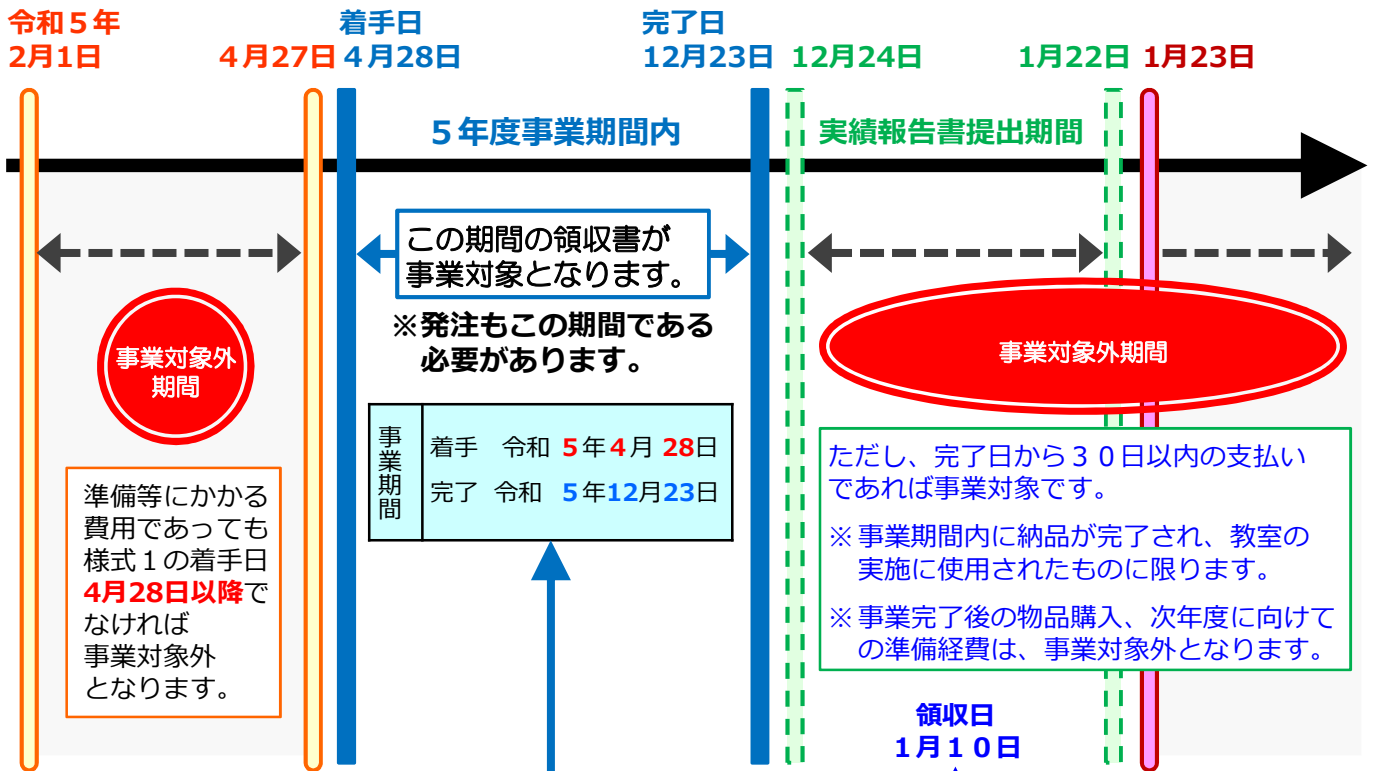 令和５年
2月1日
４月27日
着手日
４月28日
完了日
12月23日
12月24日
1月22日
1月23日
５年度事業期間内
実績報告書提出期間
この期間の領収書が
事業対象となります。
※発注もこの期間である
必要があります。
事業対象外
期間
事業対象外期間
事業期間
着手　令和 ５年４月 28日
完了 令和　５年12月23日
準備等にかかる
費用であっても
様式１の着手日
4月28日以降で
なければ
事業対象外
となります。
ただし、完了日から３０日以内の支払い
であれば事業対象です。
※ 事業期間内に納品が完了され、教室の
実施に使用されたものに限ります。
※ 事業完了後の物品購入、次年度に向けて
の準備経費は、事業対象外となります。
領収日
１月１０日